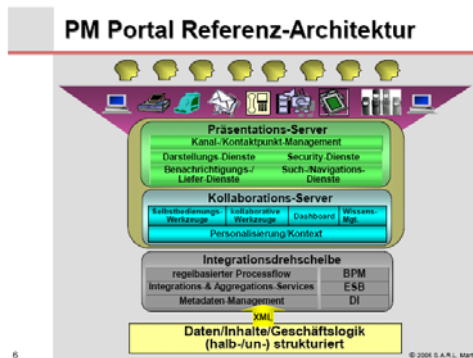 PM Portal Referenz-Architektur
Präsentations-Server
Kanal-/Kontaktpunkt-Management
Darstellungs-Dienste Security-Dienste
Benachrichtigungs-/ Such-/Navigations-
Liefer-Dienste Dienste
Kollaborations-Server
Selbstbedienungs- kollaborative Dashboard Wissens-
Werkzeuge Werkzeuge Mgt.
Personalisierung/Kontext
Integrationsdrehscheibe
regelbasierter Processflow BPM
Integrations-& Aggregations-Services ESB
Metadaten-Management DI
XML
Daten/Inhalte/Geschäftslogik
(halb-/un-) strukturiert
6 S.A.R.L. Mart